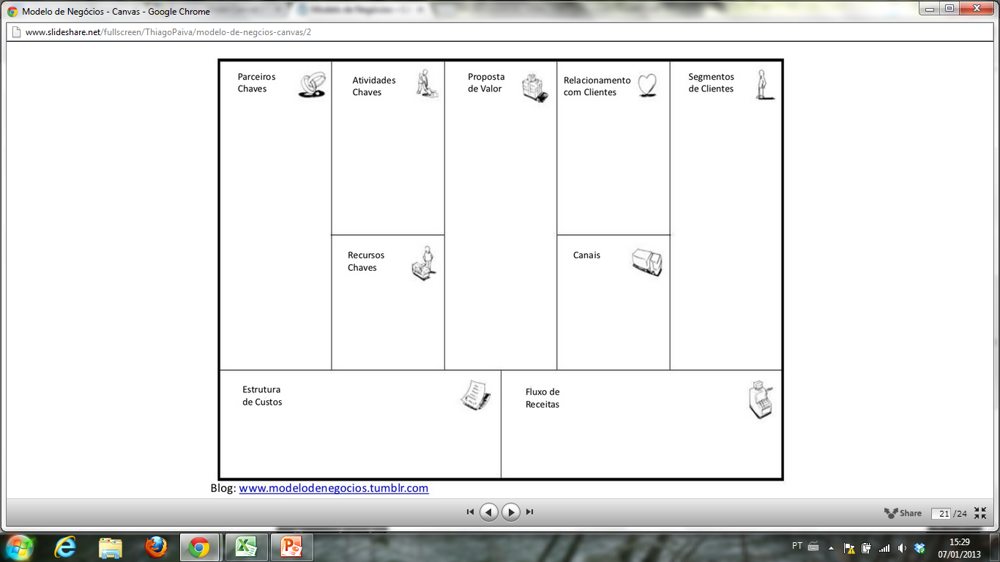 Modelo de Negócios - Canvas - Google Chrome
www.slideshare.net/fullscreen/ThiagoPaiva/modelo-de-negcios-canvas/2
Parceiros
Chaves
Atividades
Chaves
Proposta
de Valor
Relacionamento
com Clientes
Segmentos
de Clientes
Recursos
Chaves
Canais
Estrutura
de Custos
Fluxo de
Receitas
Blog: www.modelodenegocios.tumblr.com
Share
21 /24
PT
15:29
07/01/2013